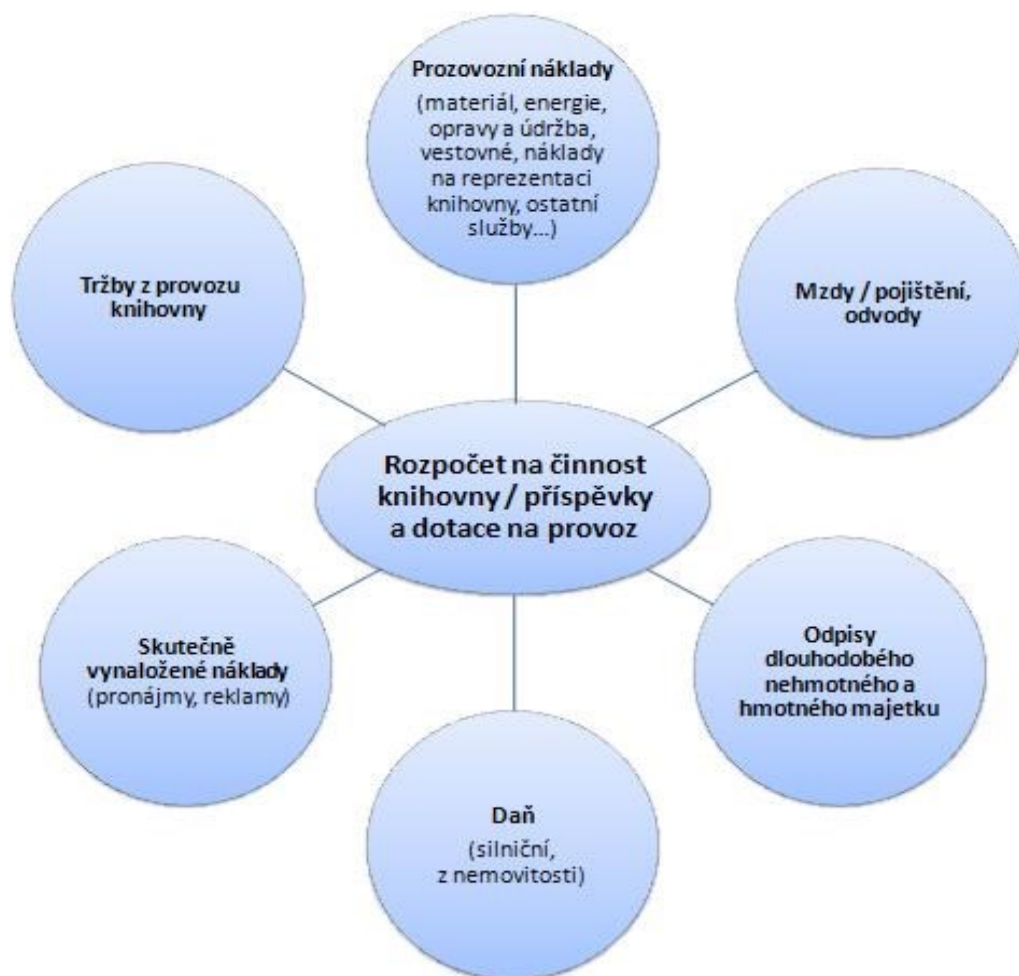 Prozovozní náklady
(materiál, energie,
opravy a údržba,
vestovné, náklady
na reprezentaci
knihovny, ostatní
služby...)
Tržby z provozu
knihovny
Mzdy / pojištění,
odvody
Rozpočet na činnost
knihovny / příspěvky
a dotace na provoz
Skutečně
vynaložené náklady
(pronájmy, reklamy)
Odpisy
dlouhodobého
nehmotného a
hmotného majetku
Daň
(silniční,
z nemovitosti)